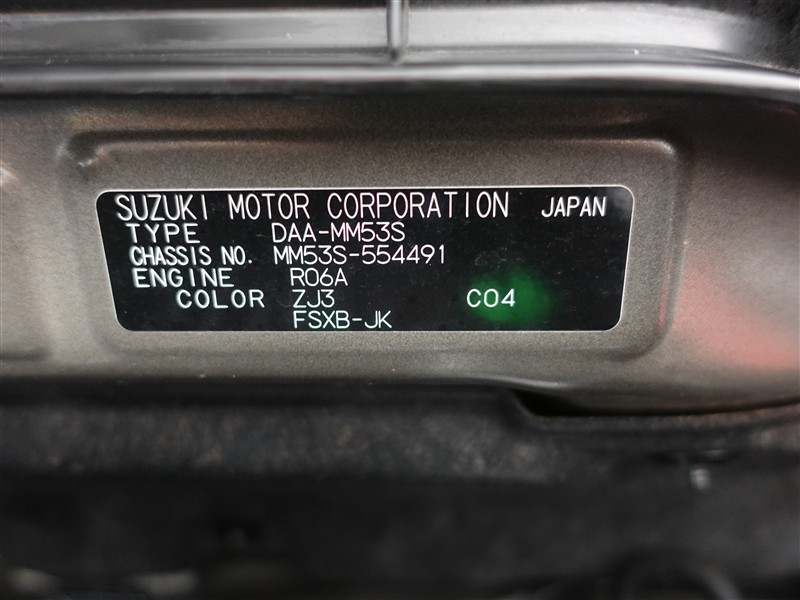 SUZUKI MOTOR CORPORATION JAPAN
TYPE DAA-MM53S
CHASSIS NO. MM53S-554491
ENGINE R06A
COLOR ZJ3 C04
FSXB-JK